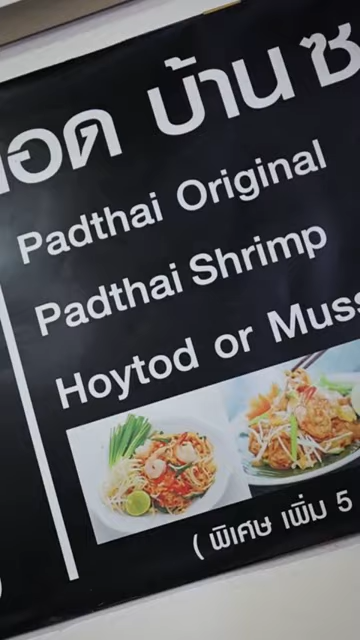 ทอด บ้าน ซ
Padthai Original
Padthai Shrimp
Hoytod or Muss
( พิเศษ เพิ่ม 5